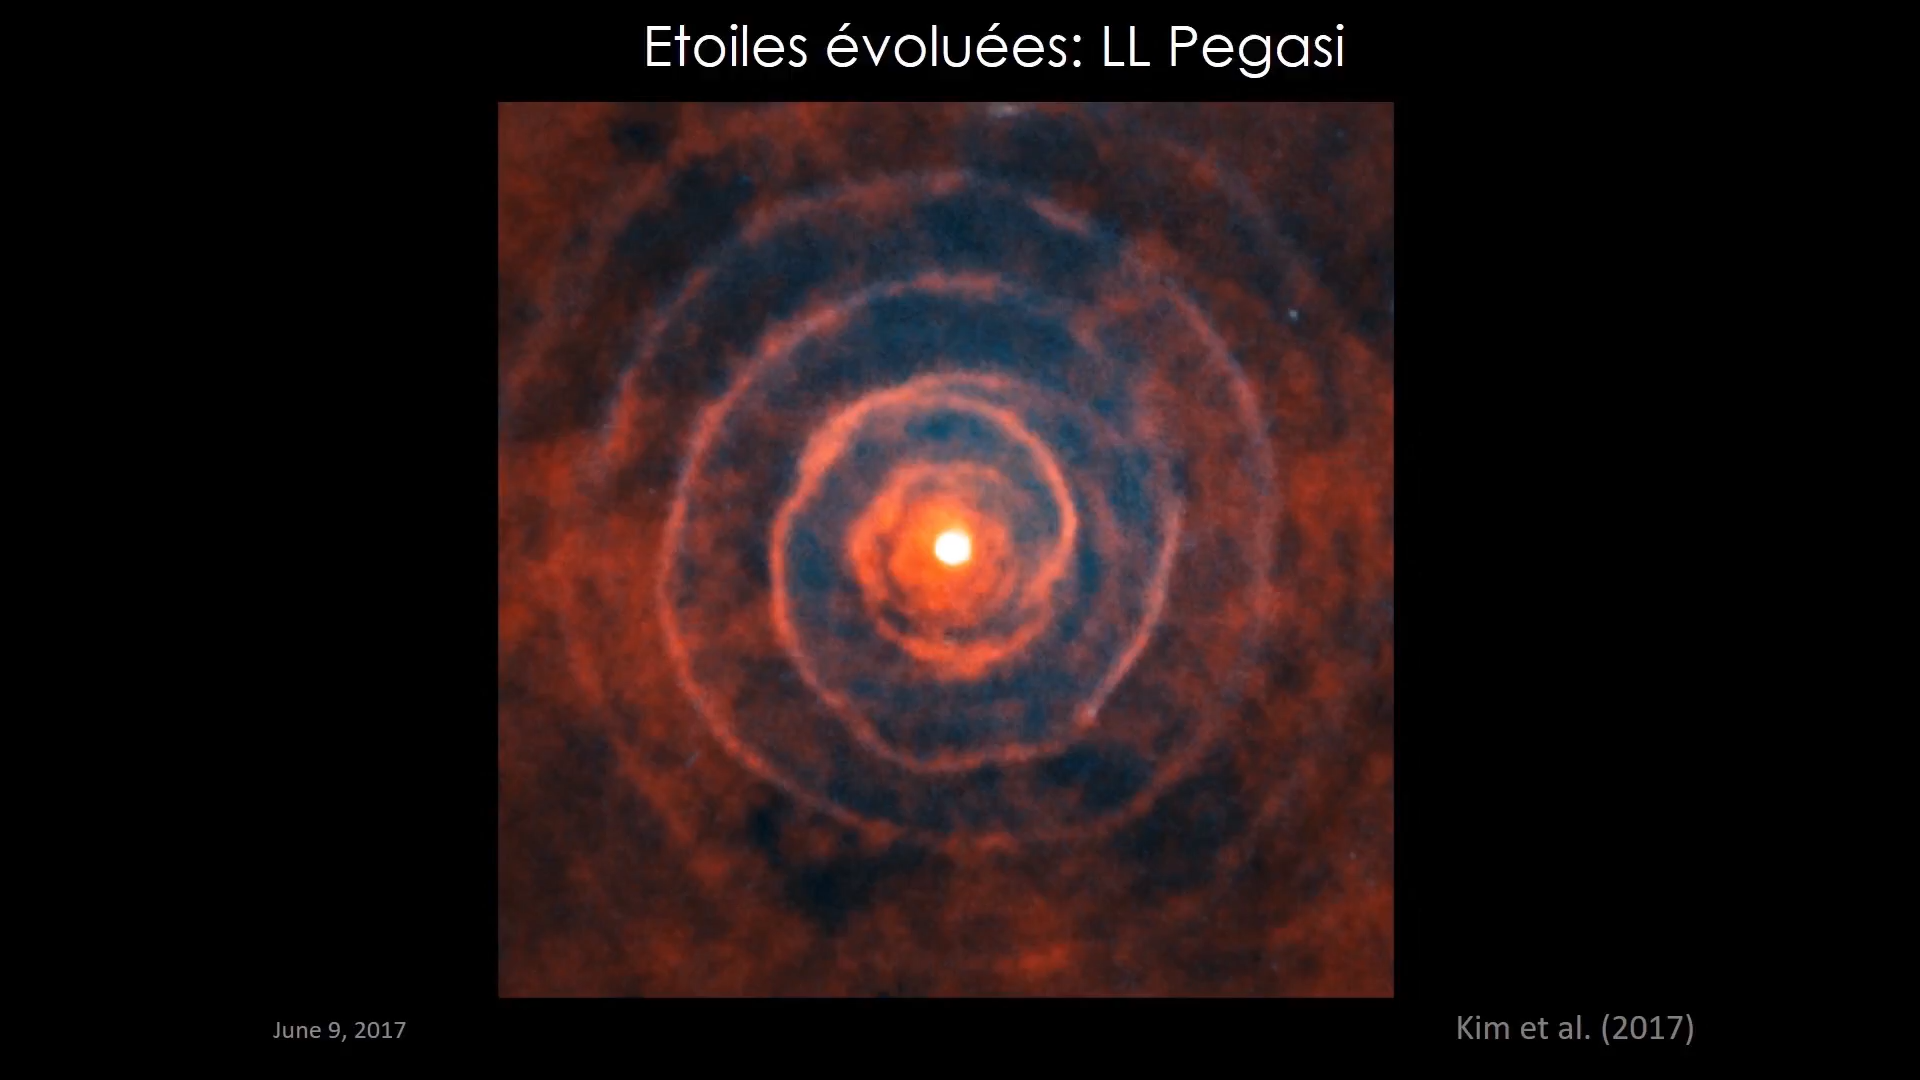 Etoiles évoluées: LL Pegasi
June 9, 2017
Kim et al. (2017)